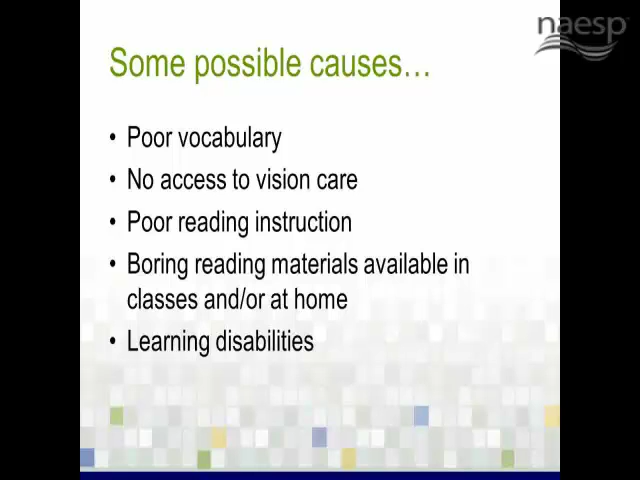 naesp
Some possible causes…
• Poor vocabulary
• No access to vision care
• Poor reading instruction
• Boring reading materials available in
classes and/or at home
• Learning disabilities